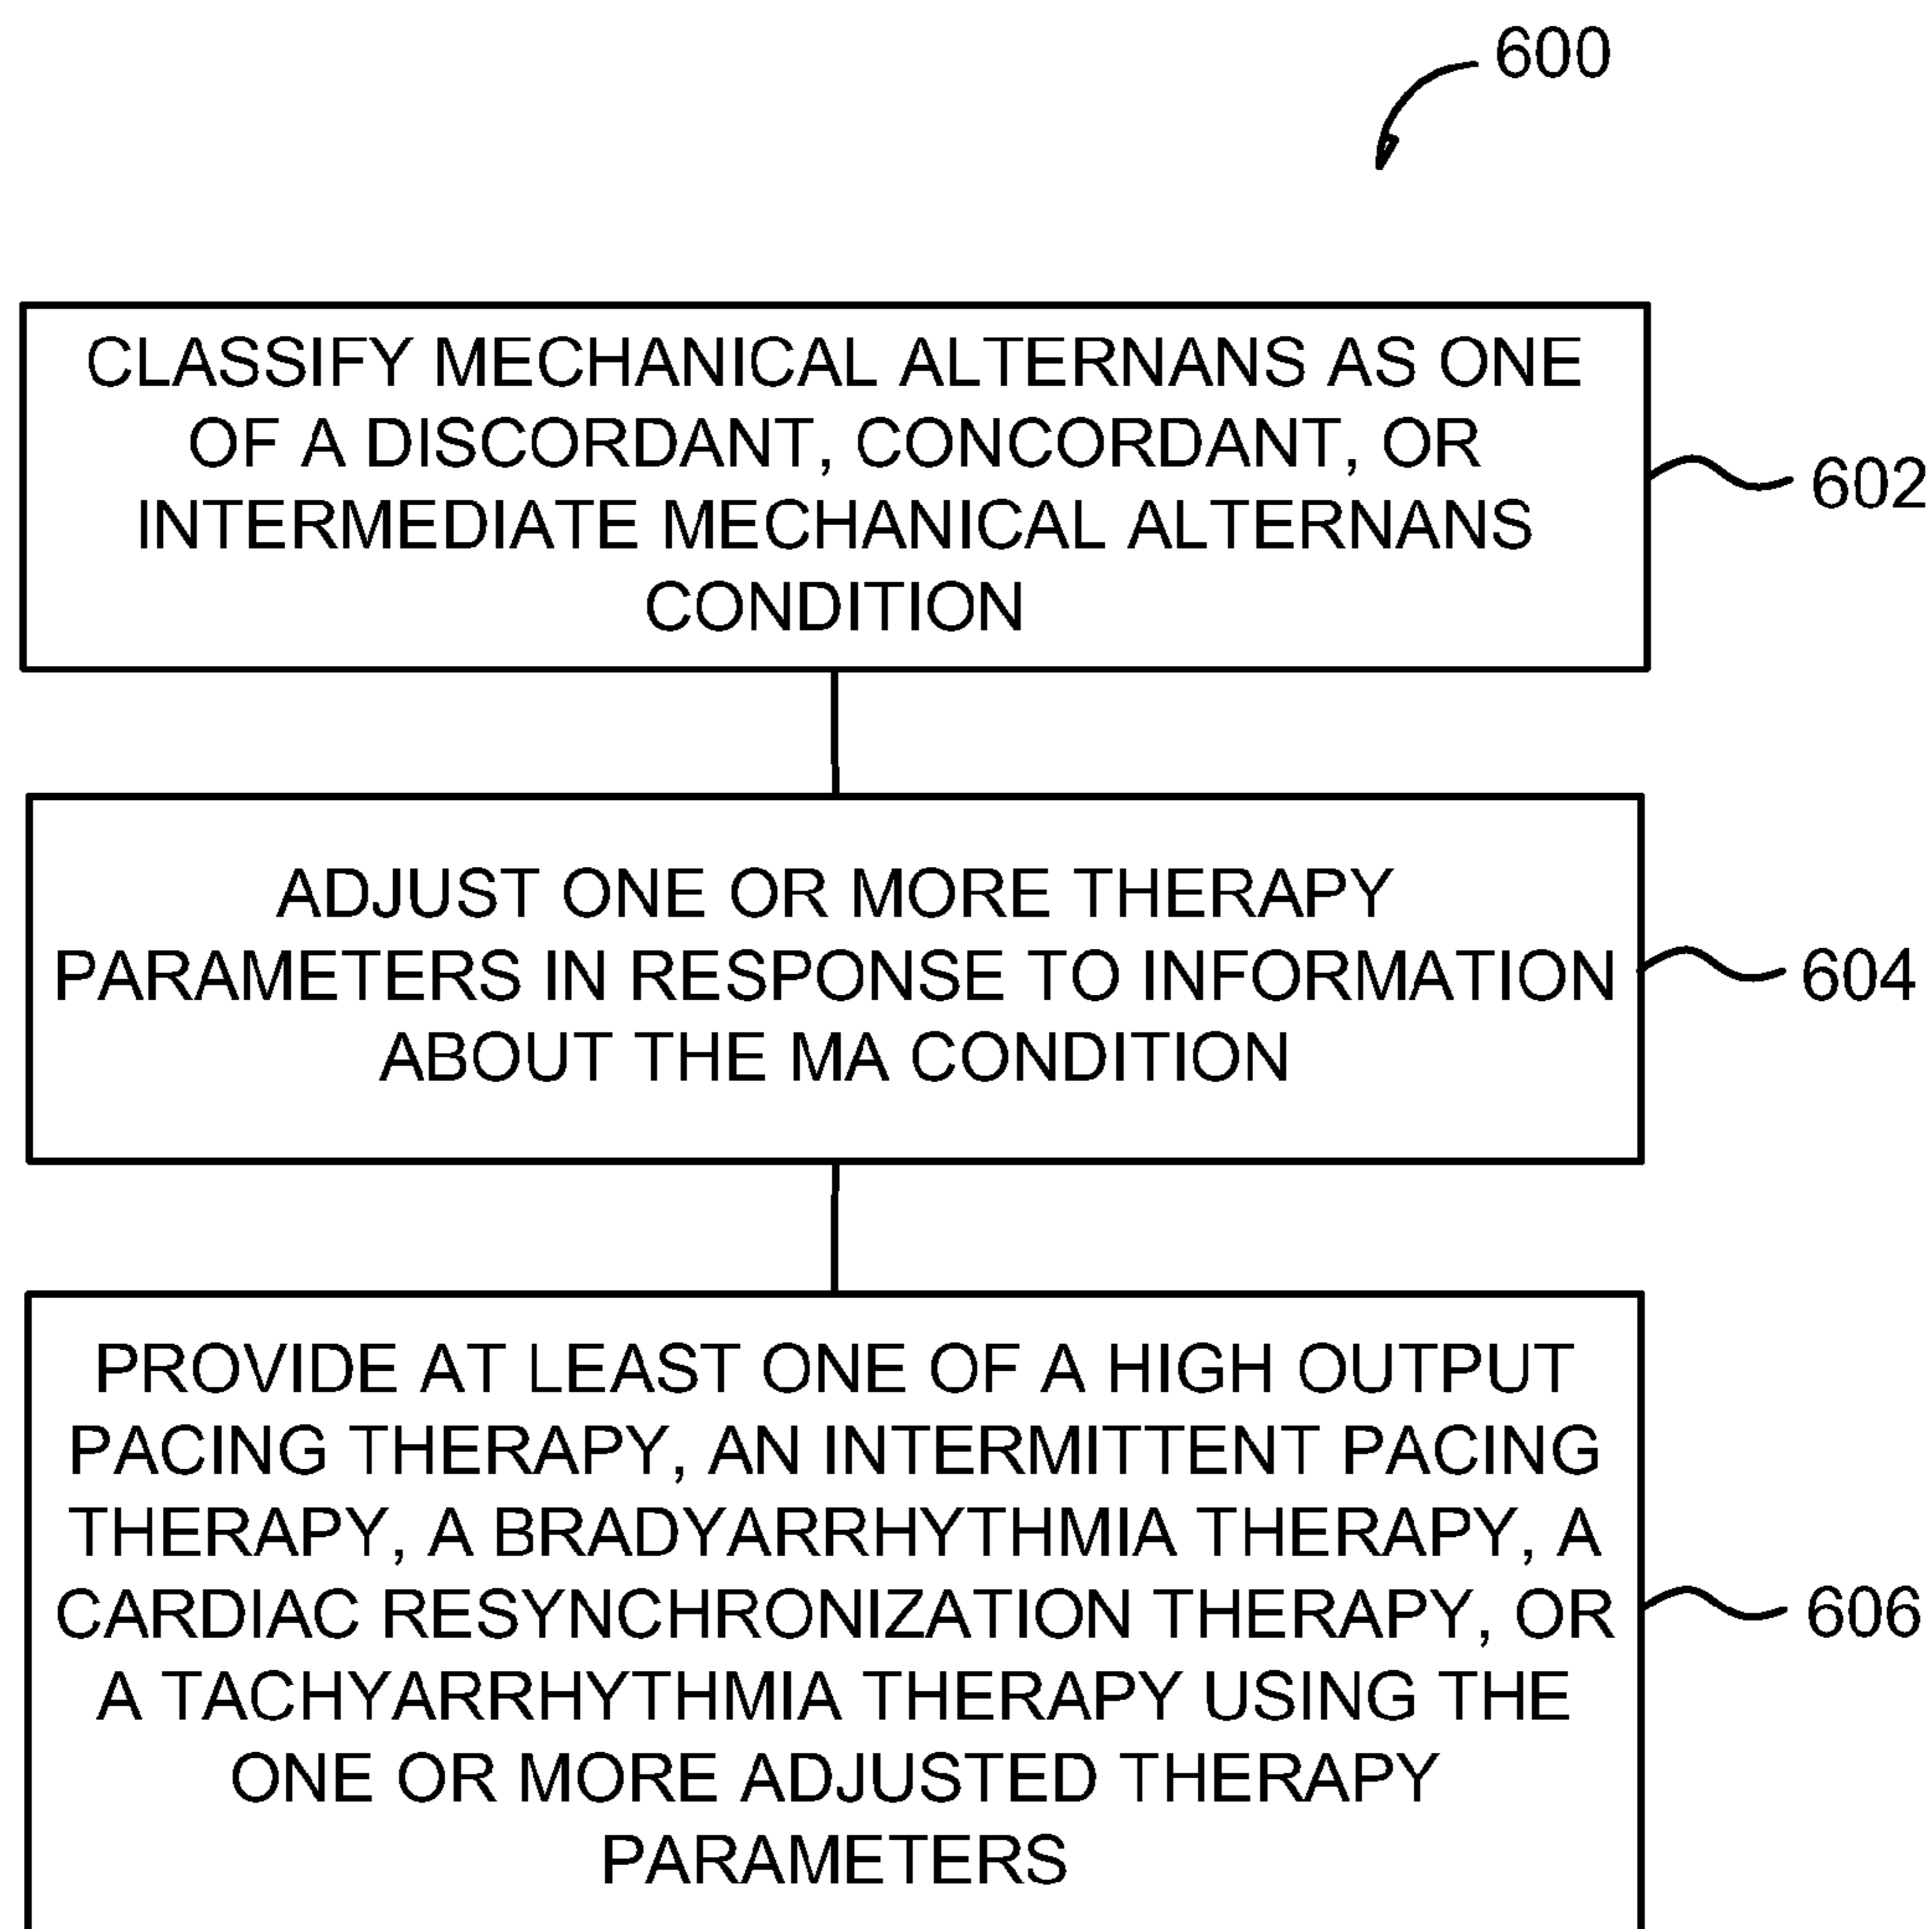 600
CLASSIFY MECHANICAL ALTERNANS AS ONE
OF A DISCORDANT, CONCORDANT, OR
INTERMEDIATE MECHANICAL ALTERNANS
CONDITION
602
ADJUST ONE OR MORE THERAPY
PARAMETERS IN RESPONSE TO INFORMATION
ABOUT THE MA CONDITION
604
PROVIDE AT LEAST ONE OF A HIGH OUTPUT
PACING THERAPY, AN INTERMITTENT PACING
THERAPY, A BRADYARRHYTHMIA THERAPY, A
CARDIAC RESYNCHRONIZATION THERAPY, OR
A TACHYARRHYTHMIA THERAPY USING THE
ONE OR MORE ADJUSTED THERAPY
PARAMETERS
606